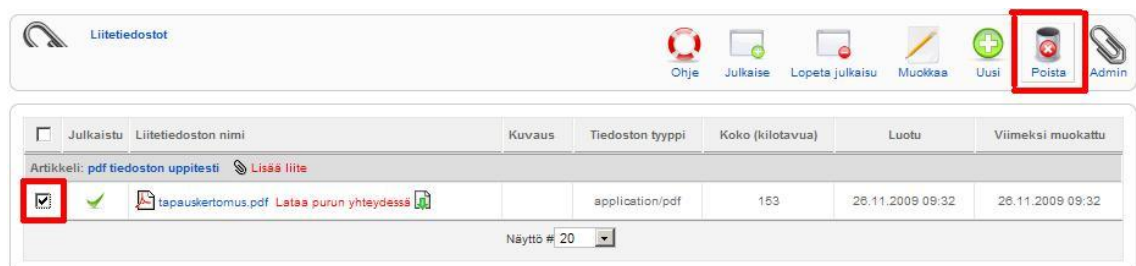 Liitetiedostot
Ohje Julkaise Lopeta julkaisu Muokkaa Uusi Poista Admin
Julkaistu Liitetiedoston nimi Kuvaus Tiedoston tyyppi Koko (kilotavua) Luotu Viimeksi muokattu
Artikkeli: pdf tiedoston uppitesti Lisää liite
tapauskertomus.pdf Lataa purun yhteydessä application/pdf 153 26.11.2009 09:32 26.11.2009 09:32
Näyttö # 20